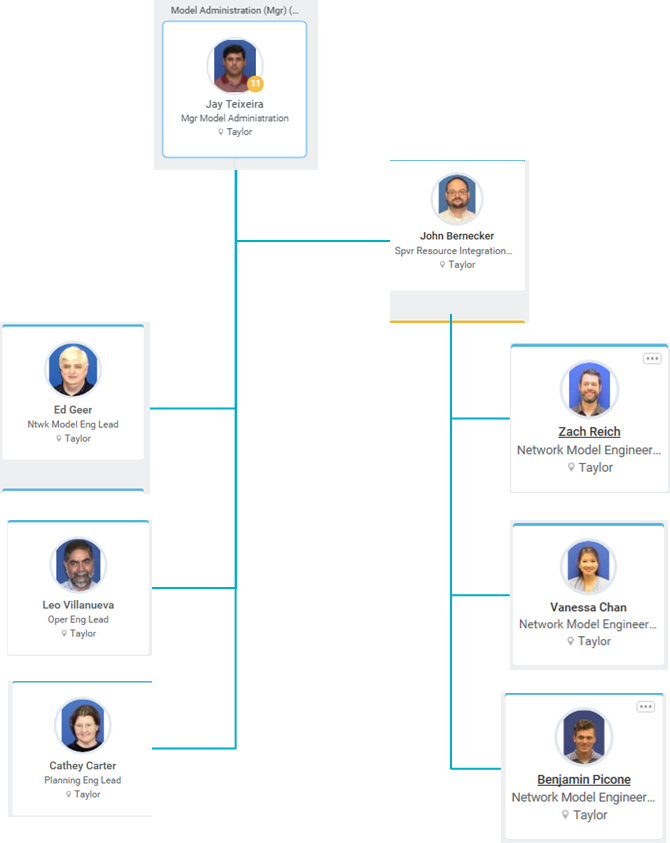 Model Administration (Mgr) (...
11
Jay Teixeira
Mgr Model Administration
Taylor
John Bernecker
Spvr Resource Integration...
Taylor
Ed Geer
Ntwk Model Eng Lead
Taylor
Zach Reich
Network Model Engineer...
Taylor
Leo Villanueva
Oper Eng Lead
Taylor
Vanessa Chan
Network Model Engineer...
Taylor
Cathey Carter
Planning Eng Lead
Taylor
Benjamin Picone
Network Model Engineer...
Taylor